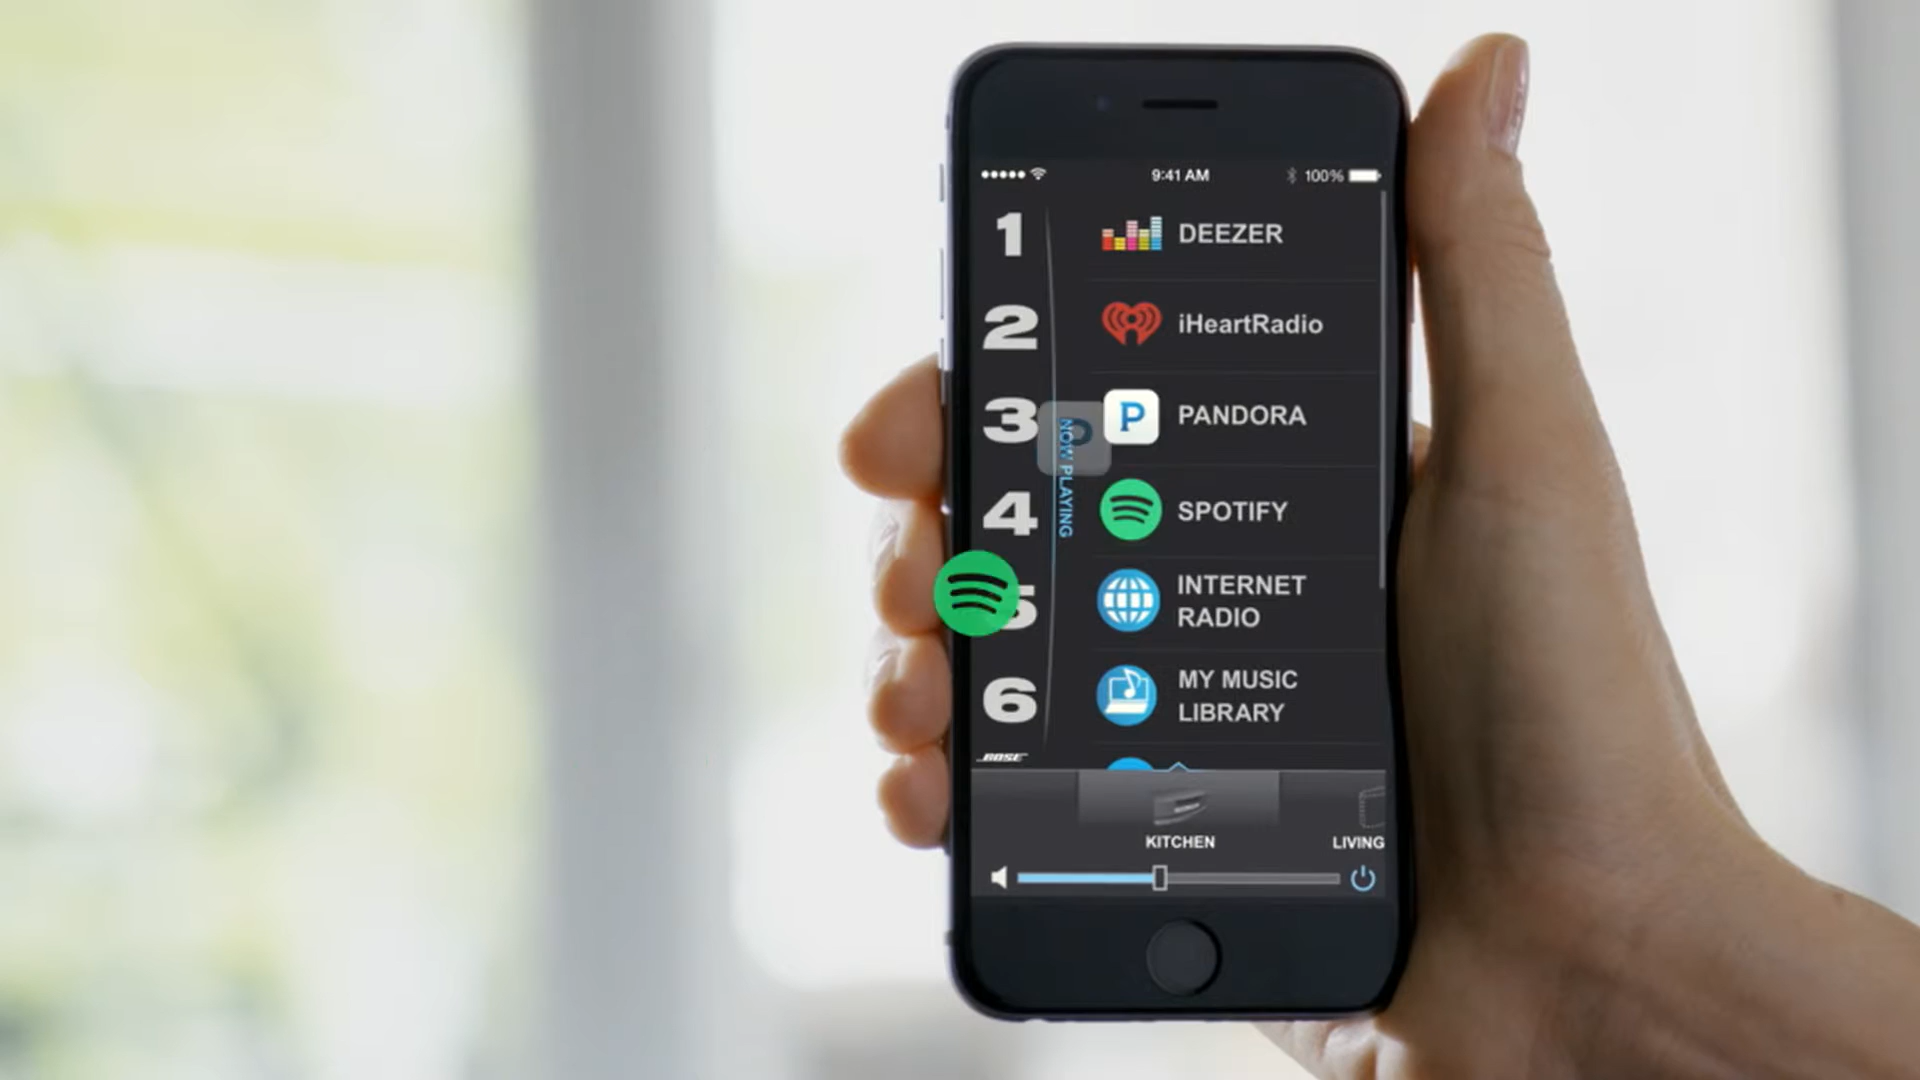 9:41 AM
100%
1
DEEZER
2
iHeartRadio
3
P
P
PANDORA
NOW PLAYING
4
SPOTIFY
5
INTERNET
RADIO
6
MY MUSIC
LIBRARY
BOSE
KITCHEN
LIVING